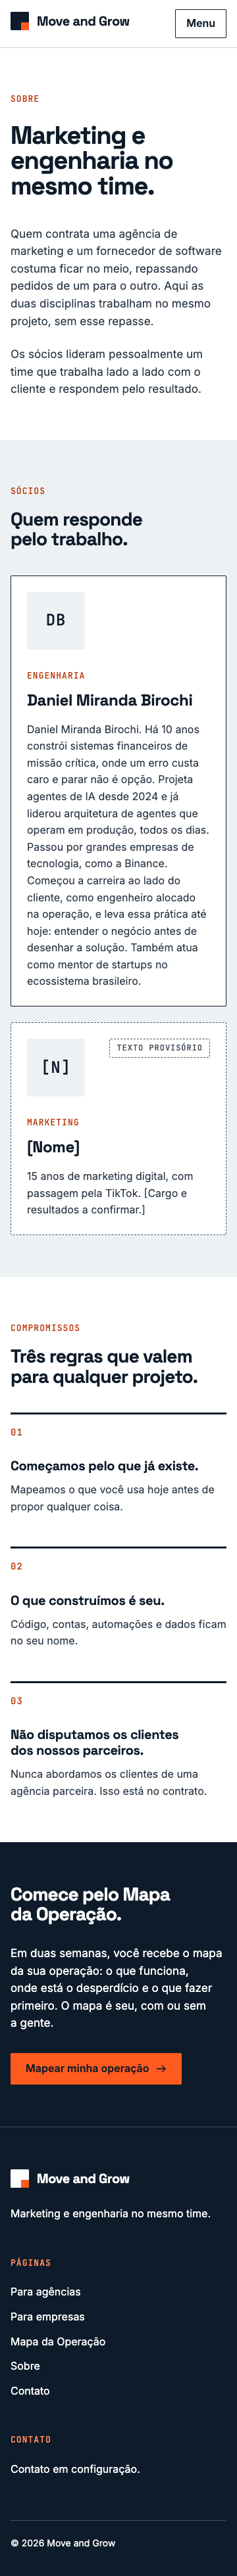 Move and Grow
Menu
SOBRE
Marketing e
engenharia no
mesmo time.
Quem contrata uma agência de
marketing e um fornecedor de software
costuma ficar no meio, repassando
pedidos de um para o outro. Aqui as
duas disciplinas trabalham no mesmo
projeto, sem esse repasse.
Os sócios lideram pessoalmente um
time que trabalha lado a lado com o
cliente e respondem pelo resultado.
SÓCIOS
Quem responde
pelo trabalho.
DB
ENGENHARIA
Daniel Miranda Birochi
Daniel Miranda Birochi. Há 10 anos
constrói sistemas financeiros de
missão crítica, onde um erro custa
caro e parar não é opção. Projeta
agentes de IA desde 2024 e já
liderou arquitetura de agentes que
operam em produção, todos os dias.
Passou por grandes empresas de
tecnologia, como a Binance.
Começou a carreira ao lado do
cliente, como engenheiro alocado
na operação, e leva essa prática até
hoje: entender o negócio antes de
desenhar a solução. Também atua
como mentor de startups no
ecossistema brasileiro.
[N]
TEXTO PROVISÓRIO
MARKETING
[Nome]
15 anos de marketing digital, com
passagem pela TikTok. [Cargo e
resultados a confirmar.]
COMPROMISSOS
Três regras que valem
para qualquer projeto.
01
Começamos pelo que já existe.
Mapeamos o que você usa hoje antes de
propor qualquer coisa.
02
O que construímos é seu.
Código, contas, automações e dados ficam
no seu nome.
03
Não disputamos os clientes
dos nossos parceiros.
Nunca abordamos os clientes de uma
agência parceira. Isso está no contrato.
Comece pelo Mapa
da Operação.
Em duas semanas, você recebe o mapa
da sua operação: o que funciona,
onde está o desperdício e o que fazer
primeiro. O mapa é seu, com ou sem
a gente.
Mapear minha operação →
Move and Grow
Marketing e engenharia no mesmo time.
PÁGINAS
Para agências
Para empresas
Mapa da Operação
Sobre
Contato
CONTATO
Contato em configuração.
© 2026 Move and Grow